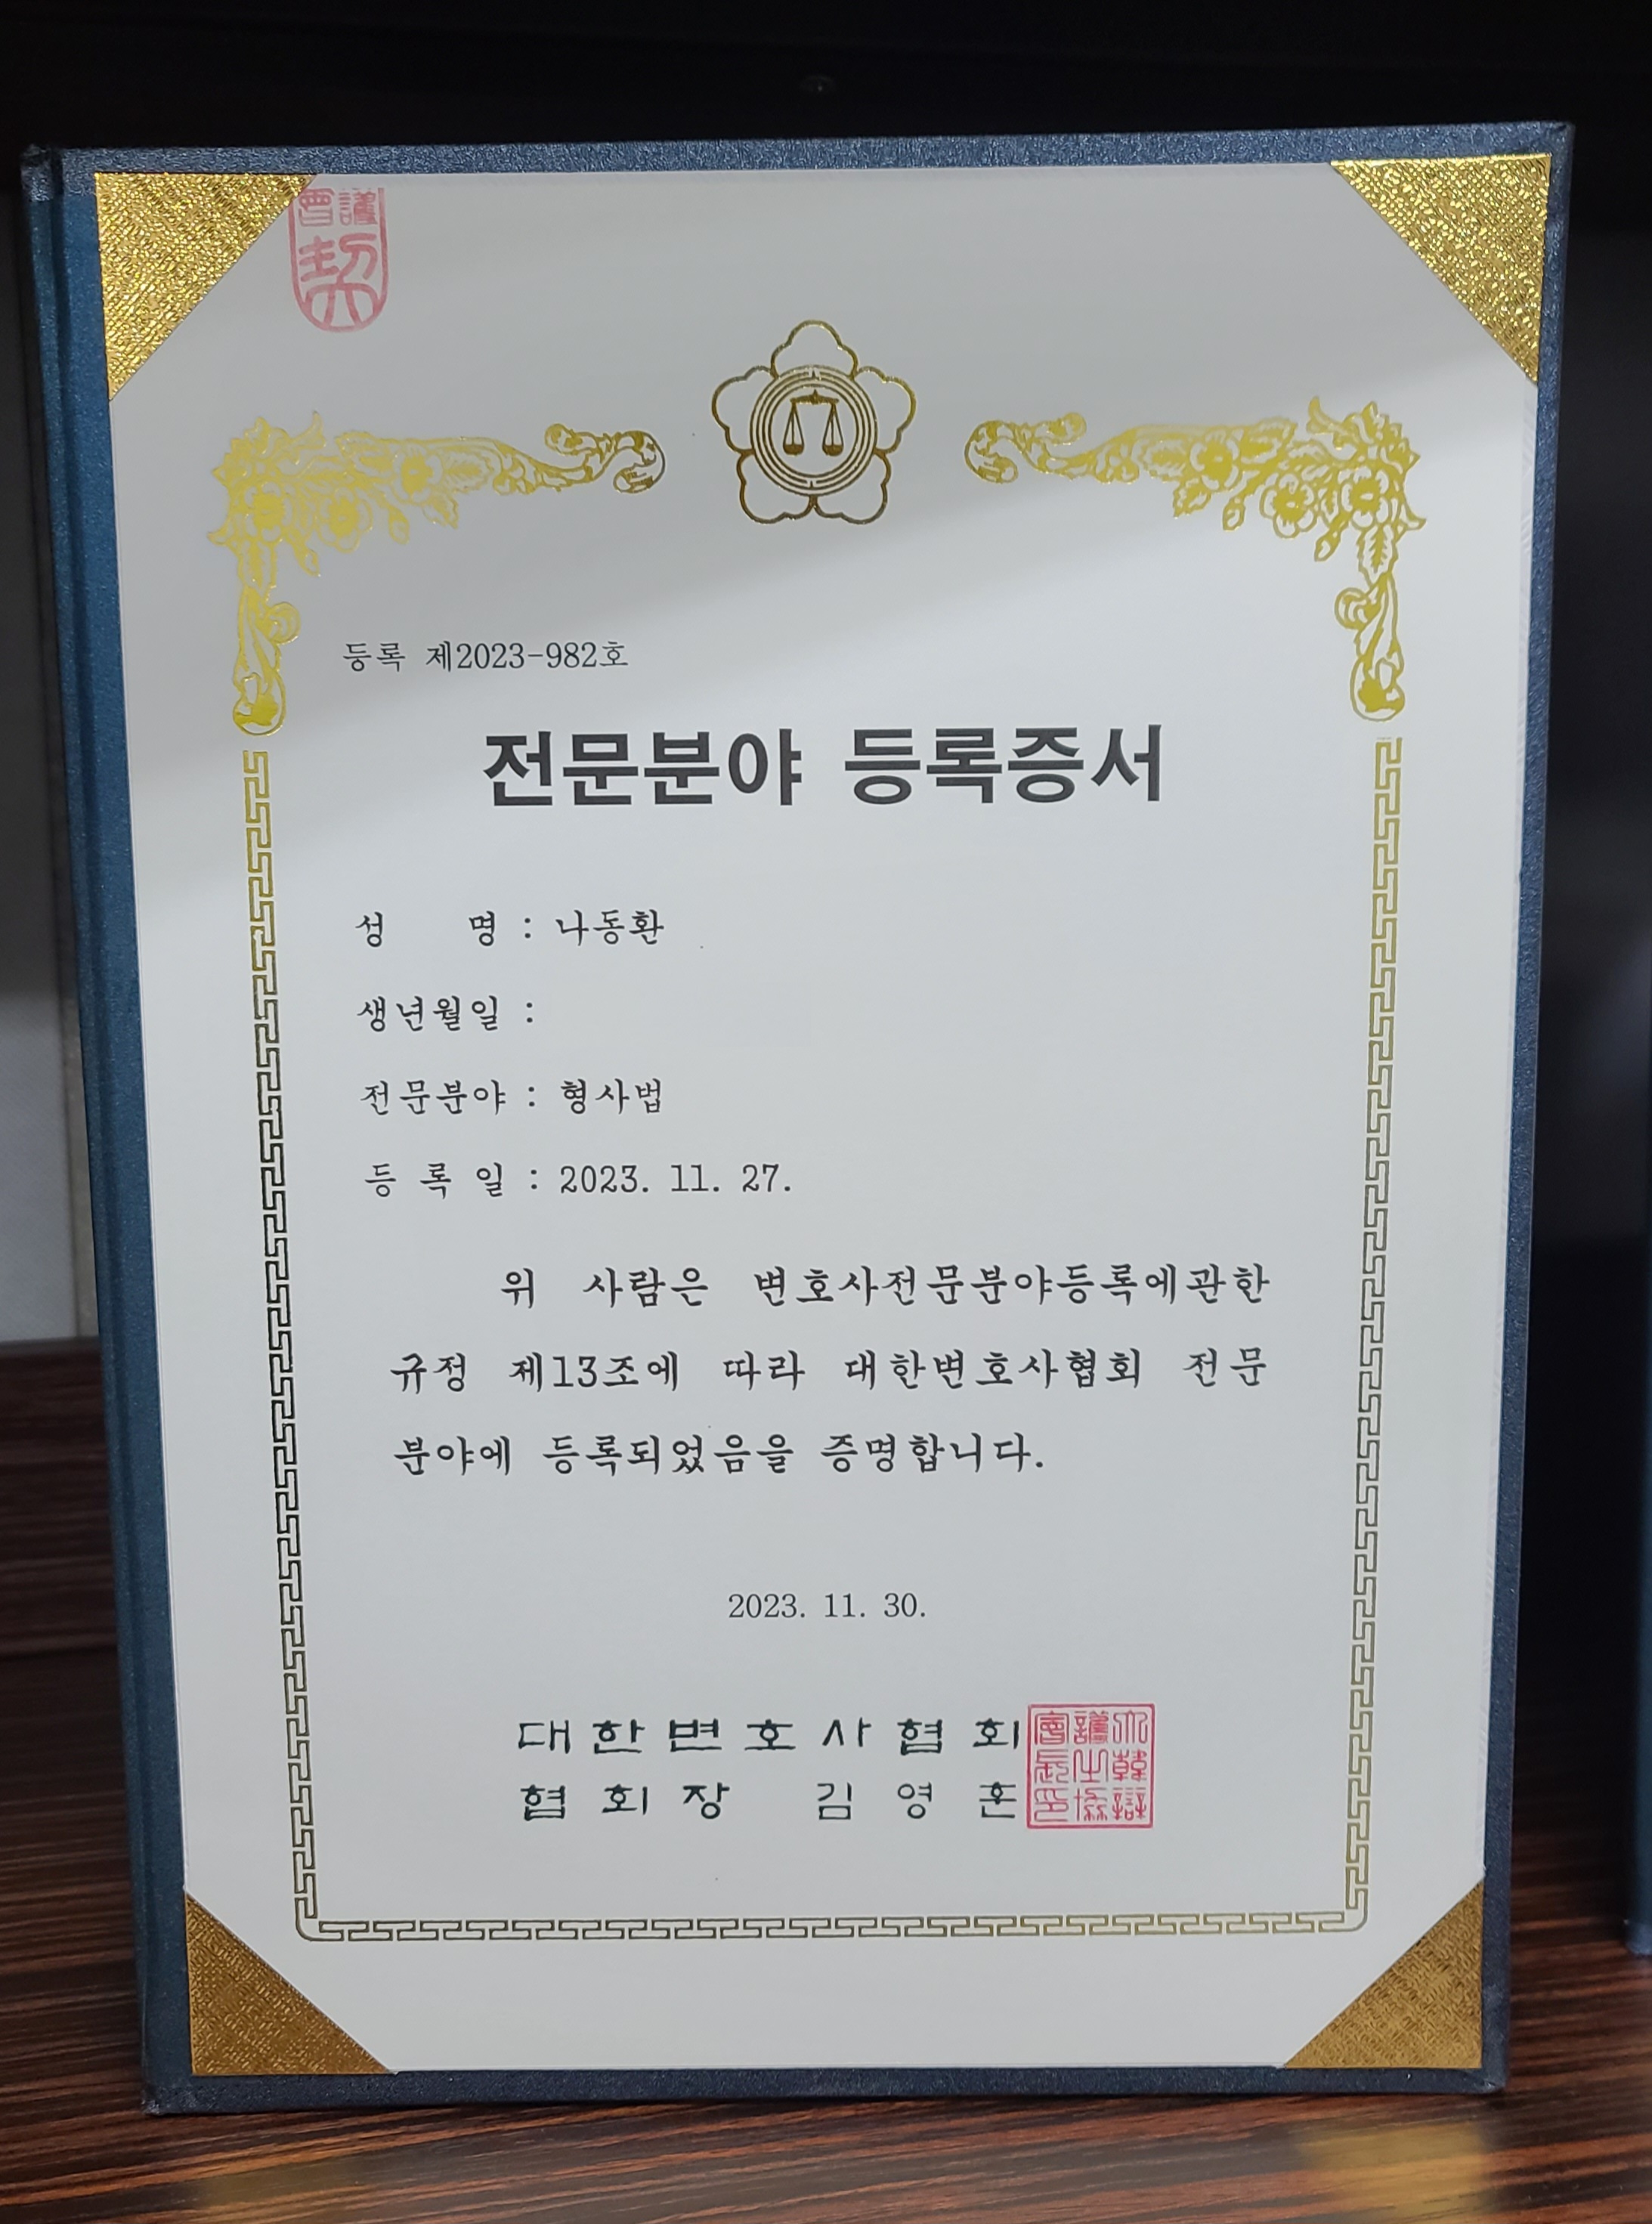 등록 제2023-982호
전문분야 등록증서
성 명 : 나동환
생년월일 :
전문분야 : 형사법
등 록 일 : 2023. 11. 27.
위 사람은 변호사전문분야등록에관한
규정 제13조에 따라 대한변호사협회 전문
분야에 등록되었음을 증명합니다.
2023. 11. 30.
대한변호사협회
협회장 김영훈